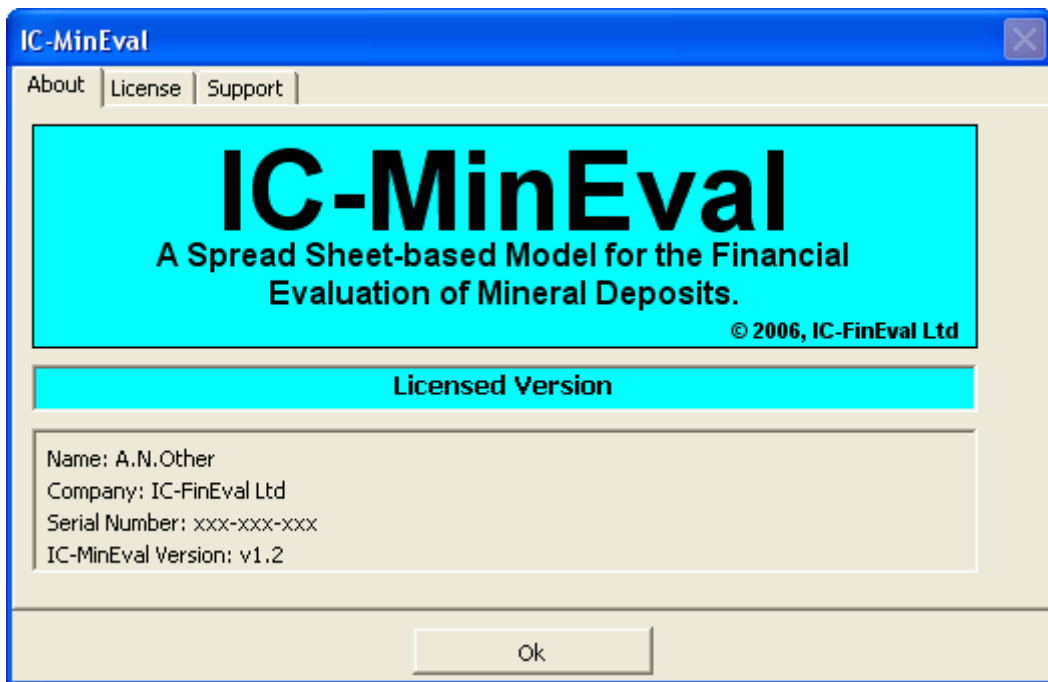 IC-MinEval
About License Support
IC-MinEval
A Spread Sheet-based Model for the Financial
Evaluation of Mineral Deposits.
© 2006, IC-FinEval Ltd
Licensed Version
Name: A.N.Other
Company: IC-FinEval Ltd
Serial Number: xxx-xxx-xxx
IC-MinEval Version: v1.2
Ok